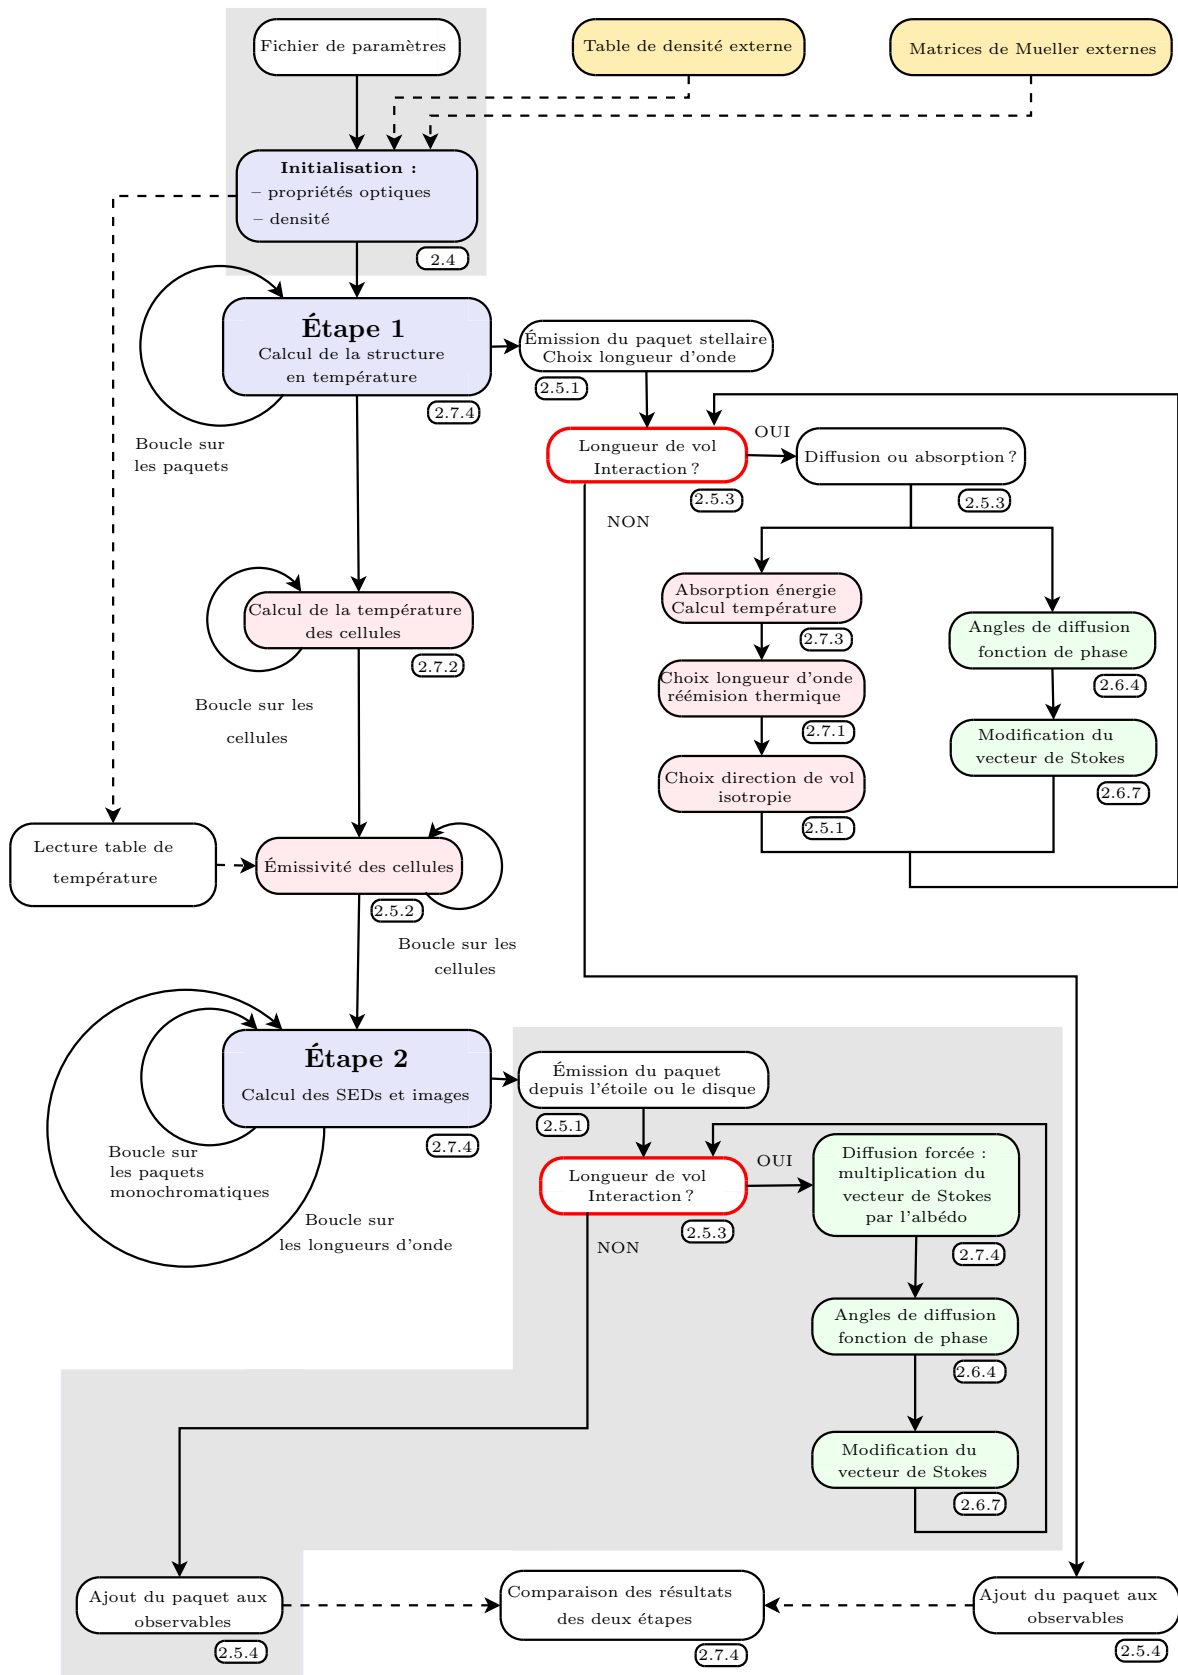 Fichier de paramètres
Table de densité externe
Matrices de Mueller externes
Initialisation :
– propriétés optiques
– densité
2.4
Étape 1
Calcul de la structure
en température
2.7.4
Boucle sur
les paquets
Émission du paquet stellaire
Choix longueur d'onde
2.5.1
Longueur de vol
Interaction ?
2.5.3
OUI
NON
Diffusion ou absorption ?
2.5.3
Absorption énergie
Calcul température
2.7.3
Choix longueur d'onde
réémision thermique
2.7.1
Choix direction de vol
isotropie
2.5.1
Angles de diffusion
fonction de phase
2.6.4
Modification du
vecteur de Stokes
2.6.7
Calcul de la température
des cellules
2.7.2
Boucle sur les
cellules
Lecture table de
température
Émissivité des cellules
2.5.2
Boucle sur les
cellules
Étape 2
Calcul des SEDs et images
2.7.4
Boucle sur
les paquets
monochromatiques
Boucle sur
les longueurs d'onde
Émission du paquet
depuis l'étoile ou le disque
2.5.1
Longueur de vol
Interaction ?
2.5.3
OUI
NON
Diffusion forcée :
multiplication du
vecteur de Stokes
par l'albédo
2.7.4
Angles de diffusion
fonction de phase
2.6.4
Modification du
vecteur de Stokes
2.6.7
Ajout du paquet aux
observables
2.5.4
Comparaison des résultats
des deux étapes
2.7.4
Ajout du paquet aux
observables
2.5.4